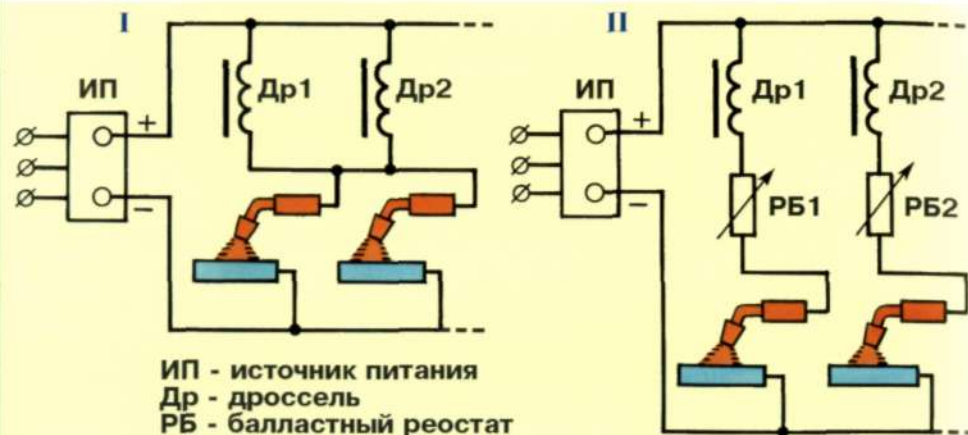 I
ИП
+
−
Др1
Др2
II
ИП
+
−
Др1
Др2
РБ1
РБ2
ИП - источник питания
Др - дроссель
РБ - балластный реостат